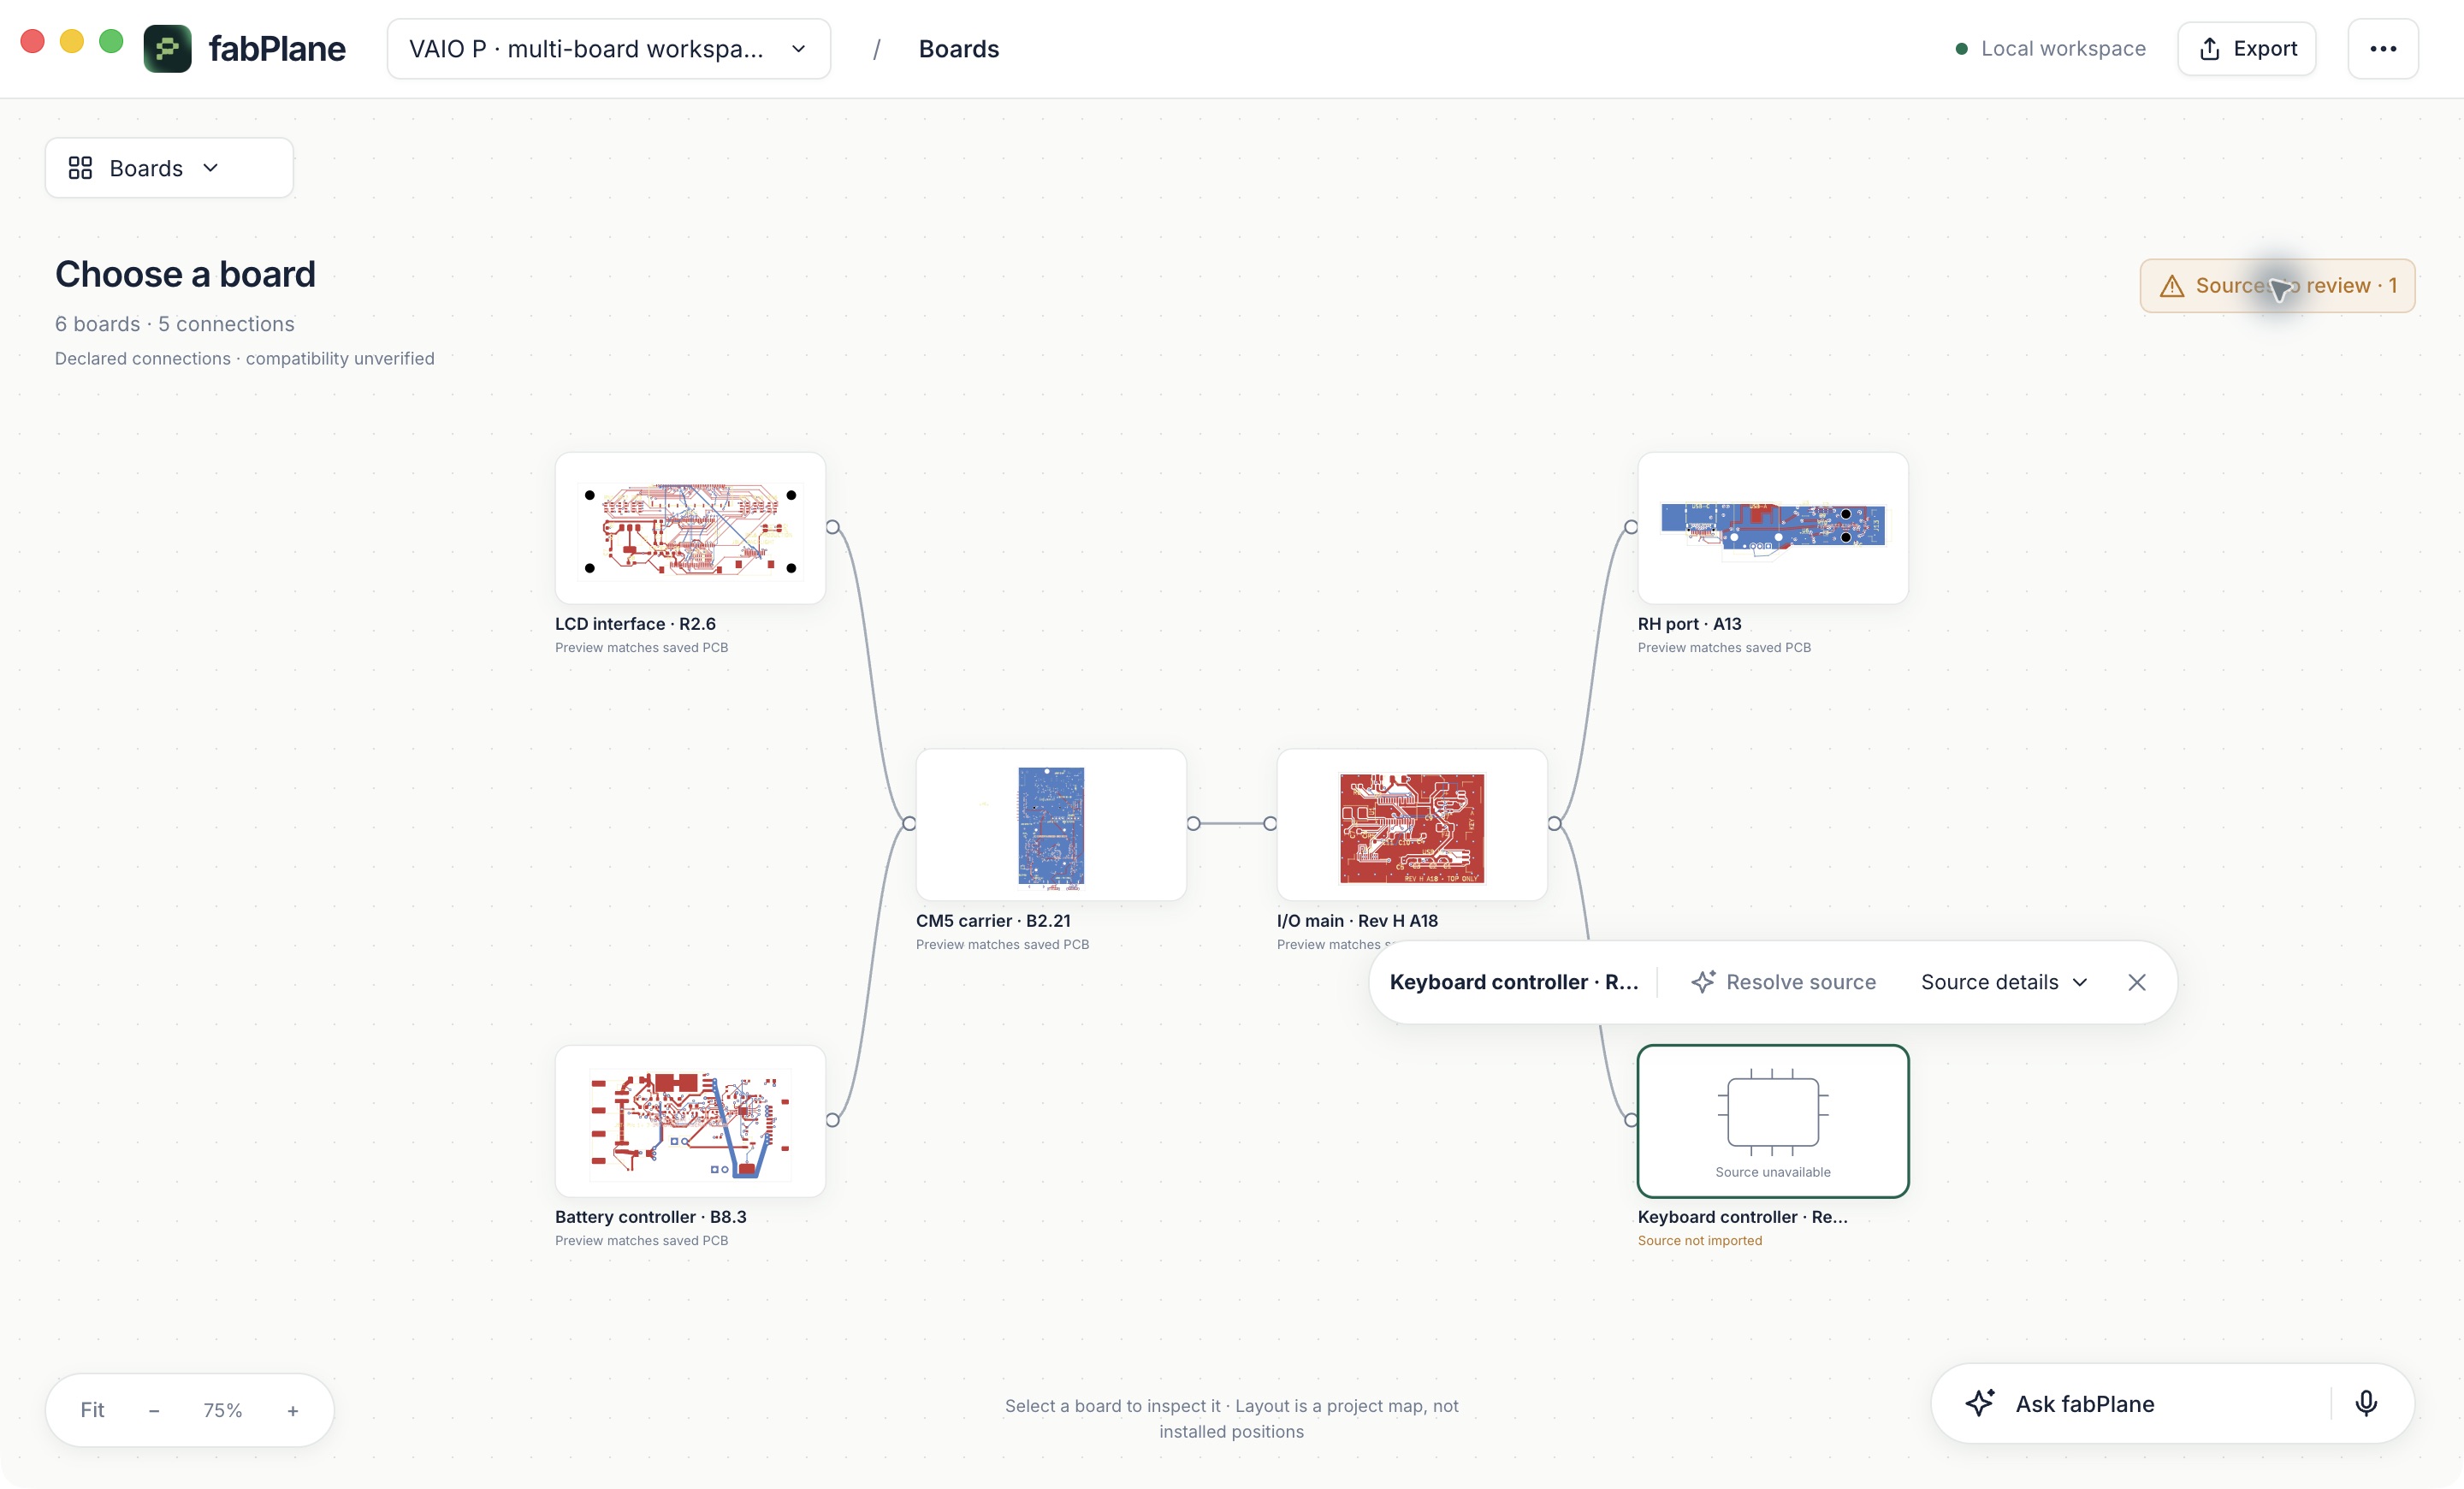 fabPlane
VAIO P · multi-board workspa...
/
Boards
Local workspace
Export
Boards
Choose a board
6 boards · 5 connections
Declared connections · compatibility unverified
review · 1
LCD interface · R2.6
Preview matches saved PCB
RH port · A13
Preview matches saved PCB
REV H A18 - TOP ONLY
CM5 carrier · B2.21
Preview matches saved PCB
I/O main · Rev H A18
Preview matches
Keyboard controller · R...
Resolve source
Source details
Source unavailable
Battery controller · B8.3
Preview matches saved PCB
Keyboard controller · Re...
Source not imported
Fit
−
75%
+
Select a board to inspect it · Layout is a project map, not
installed positions
Ask fabPlane